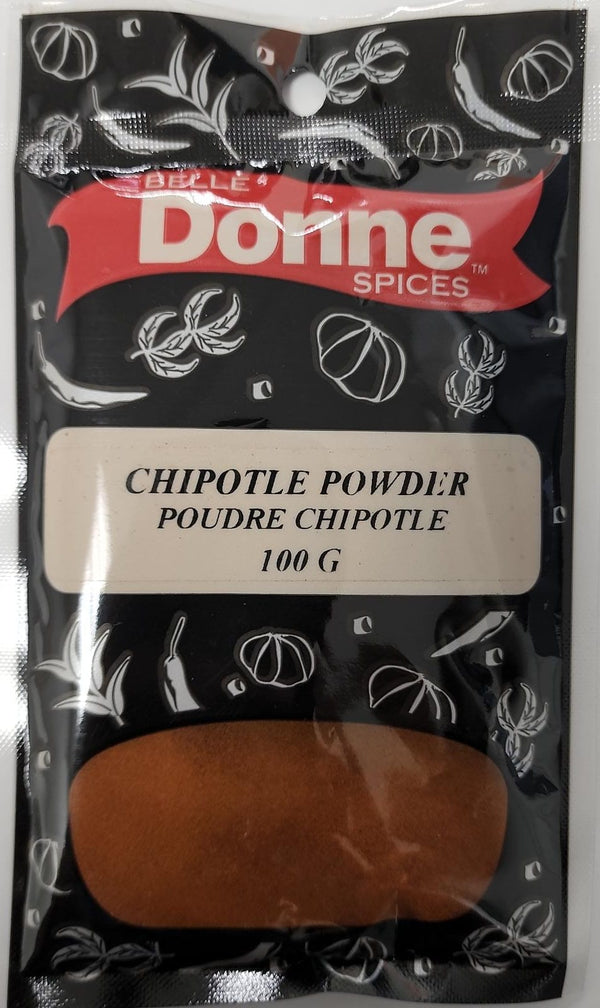 BELLE
Donne
SPICES™
CHIPOTLE POWDER
POUDRE CHIPOTLE
100 G